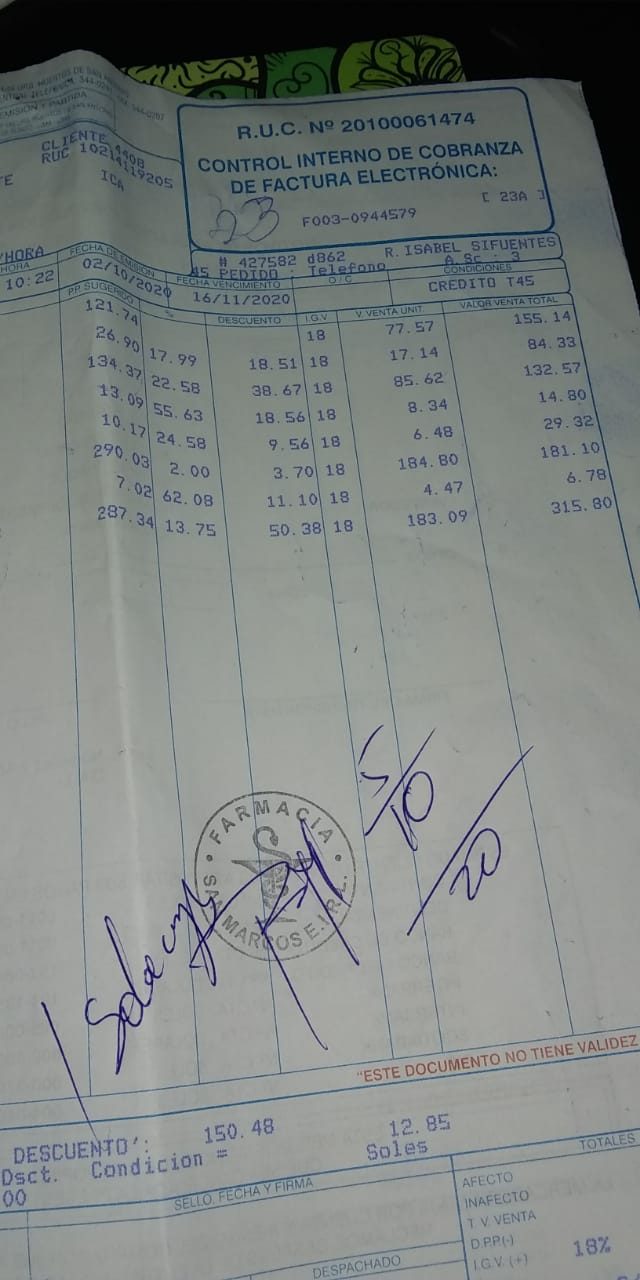 R.U.C. Nº 20100061474
CONTROL INTERNO DE COBRANZA
DE FACTURA ELECTRÓNICA:
23
[ 23A ]
F003-0944579
EMISIÓN Y PARTIDA
CLIENTE 4408
RUC 10214119205
ICA
# 427582 d862 R. ISABEL SIFUENTES
45 PEDIDO : Telefono A.Sc : 3
HORA
10:22
FECHA DE EMISIÓN
02/10/2020
FECHA VENCIMIENTO
16/11/2020
O / C
CONDICIONES
CREDITO T45
P.P. SUGERIDO % DESCUENTO I.G.V V. VENTA UNIT. VALOR VENTA TOTAL
121.74 18 77.57 155.14
26.90 17.99 18.51 18 17.14 84.33
134.37 22.58 38.67 18 85.62 132.57
13.09 55.63 18.56 18 8.34 14.80
10.17 24.58 9.56 18 6.48 29.32
290.03 2.00 3.70 18 184.80 181.10
7.02 62.08 11.10 18 4.47 6.78
287.34 13.75 50.38 18 183.09 315.80
5/10
20
FARMACIA
SAN MARCOS E.I.R.L.
"ESTE DOCUMENTO NO TIENE VALIDEZ
DESCUENTO': 150.48 12.85
Dsct. Condicion = Soles
00
SELLO, FECHA Y FIRMA
TOTALES
AFECTO
INAFECTO
T. V. VENTA
D.P.P.(-)
I.G.V. (+) 18%
DESPACHADO